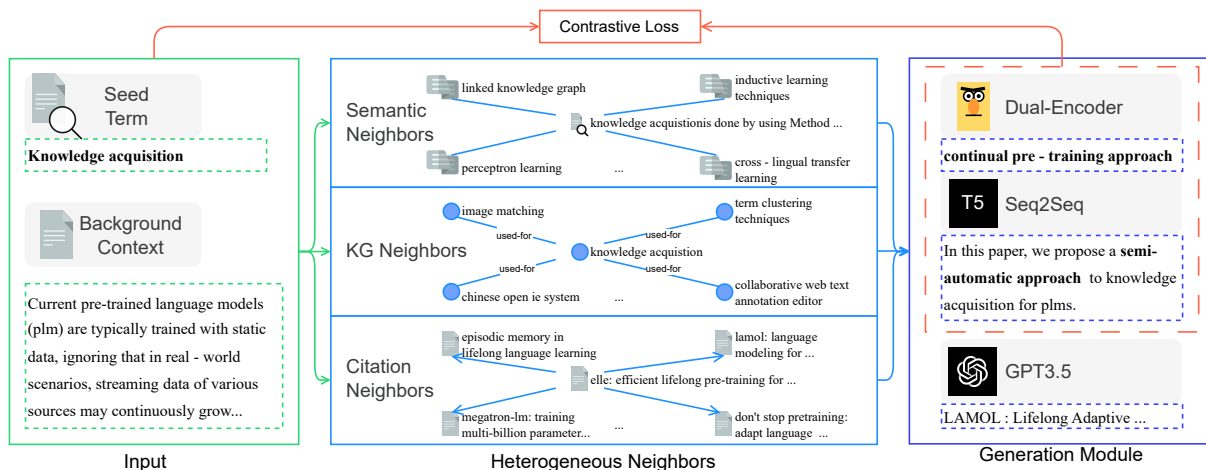 Contrastive Loss
Seed
Term
Knowledge acquisition
Background
Context
Current pre-trained language models
(plm) are typically trained with static
data, ignoring that in real - world
scenarios, streaming data of various
sources may continuously grow...
Input
Semantic
Neighbors
linked knowledge graph
inductive learning
techniques
knowledge acquistionis done by using Method ...
perceptron learning
...
cross - lingual transfer
learning
KG Neighbors
image matching
term clustering
techniques
used-for
used-for
knowledge acquistion
used-for
used-for
chinese open ie system
...
collaborative web text
annotation editor
Citation
Neighbors
episodic memory in
lifelong language learning
lamol: language
modeling for ...
elle: efficient lifelong pre-training for ...
megatron-lm: training
multi-billion parameter...
...
don't stop pretraining:
adapt language ...
Heterogeneous Neighbors
Dual-Encoder
continual pre - training approach
T5
Seq2Seq
In this paper, we propose a semi-
automatic approach to knowledge
acquisition for plms.
GPT3.5
LAMOL : Lifelong Adaptive ...
Generation Module